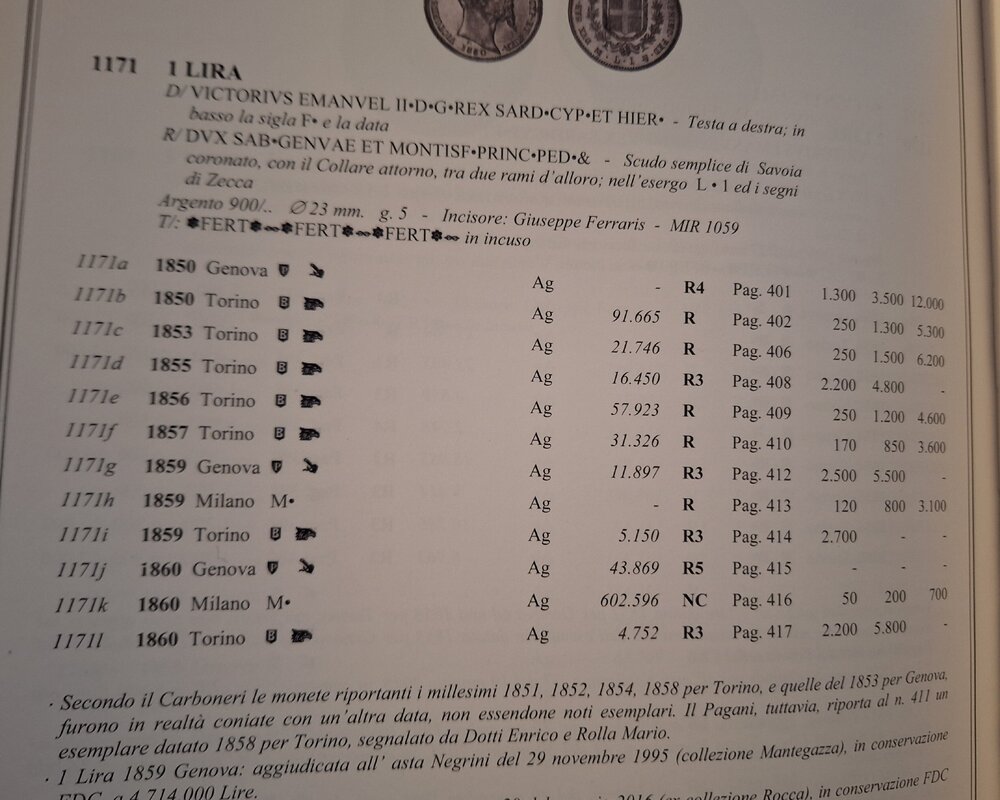 1171 1 LIRA
D/ VICTORIVS EMANVEL II•D•G•REX SARD•CYP•ET HIER• - Testa a destra; in
basso la sigla F• e la data
R/ DVX SAB•GENVAE ET MONTISF•PRINC•PED•& - Scudo semplice di Savoia
coronato, con il Collare attorno, tra due rami d'alloro; nell'esergo L • 1 ed i segni
di Zecca
Argento 900/.. Ø 23 mm. g. 5 - Incisore: Giuseppe Ferraris - MIR 1059
T/: ✽FERT✽∞✽FERT✽∞✽FERT✽∞ in incuso
1171a 1850 Genova Ag - R4 Pag. 401 1.300 3.500 12.000
1171b 1850 Torino B Ag 91.665 R Pag. 402 250 1.300 5.300
1171c 1853 Torino B Ag 21.746 R Pag. 406 250 1.500 6.200
1171d 1855 Torino B Ag 16.450 R3 Pag. 408 2.200 4.800 -
1171e 1856 Torino B Ag 57.923 R Pag. 409 250 1.200 4.600
1171f 1857 Torino B Ag 31.326 R Pag. 410 170 850 3.600
1171g 1859 Genova Ag 11.897 R3 Pag. 412 2.500 5.500 -
1171h 1859 Milano M• Ag - R Pag. 413 120 800 3.100
1171i 1859 Torino B Ag 5.150 R3 Pag. 414 2.700 - -
1171j 1860 Genova Ag 43.869 R5 Pag. 415 - - -
1171k 1860 Milano M• Ag 602.596 NC Pag. 416 50 200 700
1171l 1860 Torino B Ag 4.752 R3 Pag. 417 2.200 5.800 -
· Secondo il Carboneri le monete riportanti i millesimi 1851, 1852, 1854, 1858 per Torino, e quelle del 1853 per Genova,
furono in realtà coniate con un'altra data, non essendone noti esemplari. Il Pagani, tuttavia, riporta al n. 411 un
esemplare datato 1858 per Torino, segnalato da Dotti Enrico e Rolla Mario.
· 1 Lira 1859 Genova: aggiudicata all' asta Negrini del 29 novembre 1995 (collezione Mantegazza), in conservazione
FDC, a 4.714.000 Lire.
2016 (ex collezione Rocca), in conservazione FDC